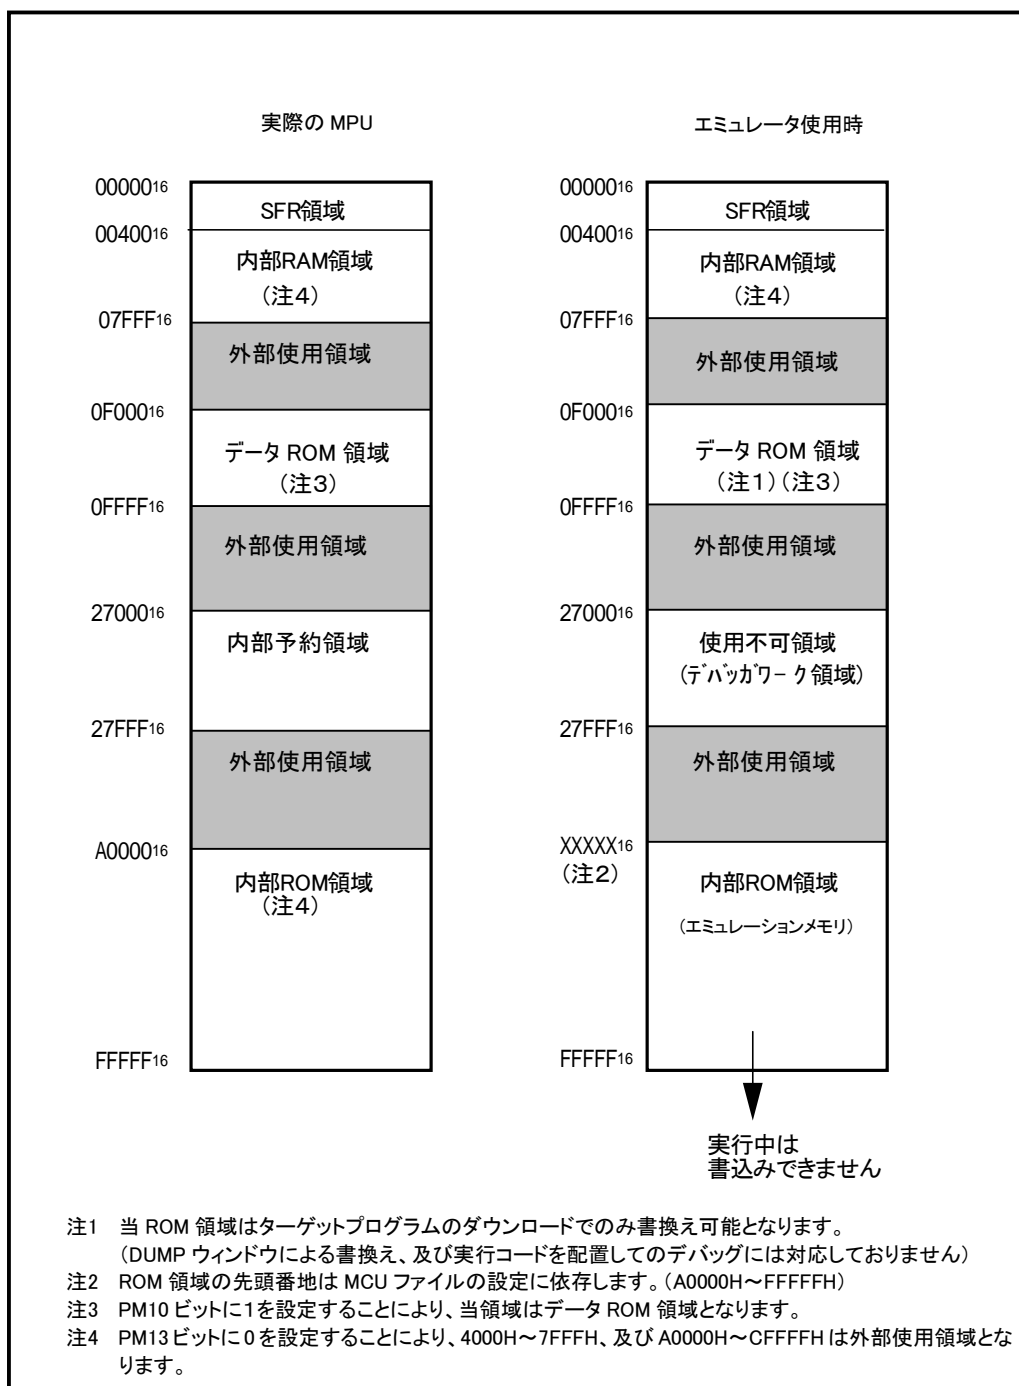 実際の MPU
0000016
SFR領域
0040016
内部RAM領域
(注4)
07FFF16
外部使用領域
0F00016
データ ROM 領域
(注3)
0FFFF16
外部使用領域
2700016
内部予約領域
27FFF16
外部使用領域
A000016
内部ROM領域
(注4)
FFFFF16
エミュレータ使用時
0000016
SFR領域
0040016
内部RAM領域
(注4)
07FFF16
外部使用領域
0F00016
データ ROM 領域
(注1)(注3)
0FFFF16
外部使用領域
2700016
使用不可領域
(デバッガワーク領域)
27FFF16
外部使用領域
XXXXX16
(注2)
内部ROM領域
(エミュレーションメモリ)
FFFFF16
実行中は
書込みできません
注1 当 ROM 領域はターゲットプログラムのダウンロードでのみ書換え可能となります。
(DUMP ウィンドウによる書換え、及び実行コードを配置してのデバッグには対応しておりません)
注2 ROM 領域の先頭番地は MCU ファイルの設定に依存します。(A0000H～FFFFFH)
注3 PM10 ビットに1を設定することにより、当領域はデータ ROM 領域となります。
注4 PM13 ビットに0を設定することにより、4000H～7FFFH、及び A0000H～CFFFFH は外部使用領域とな
ります。